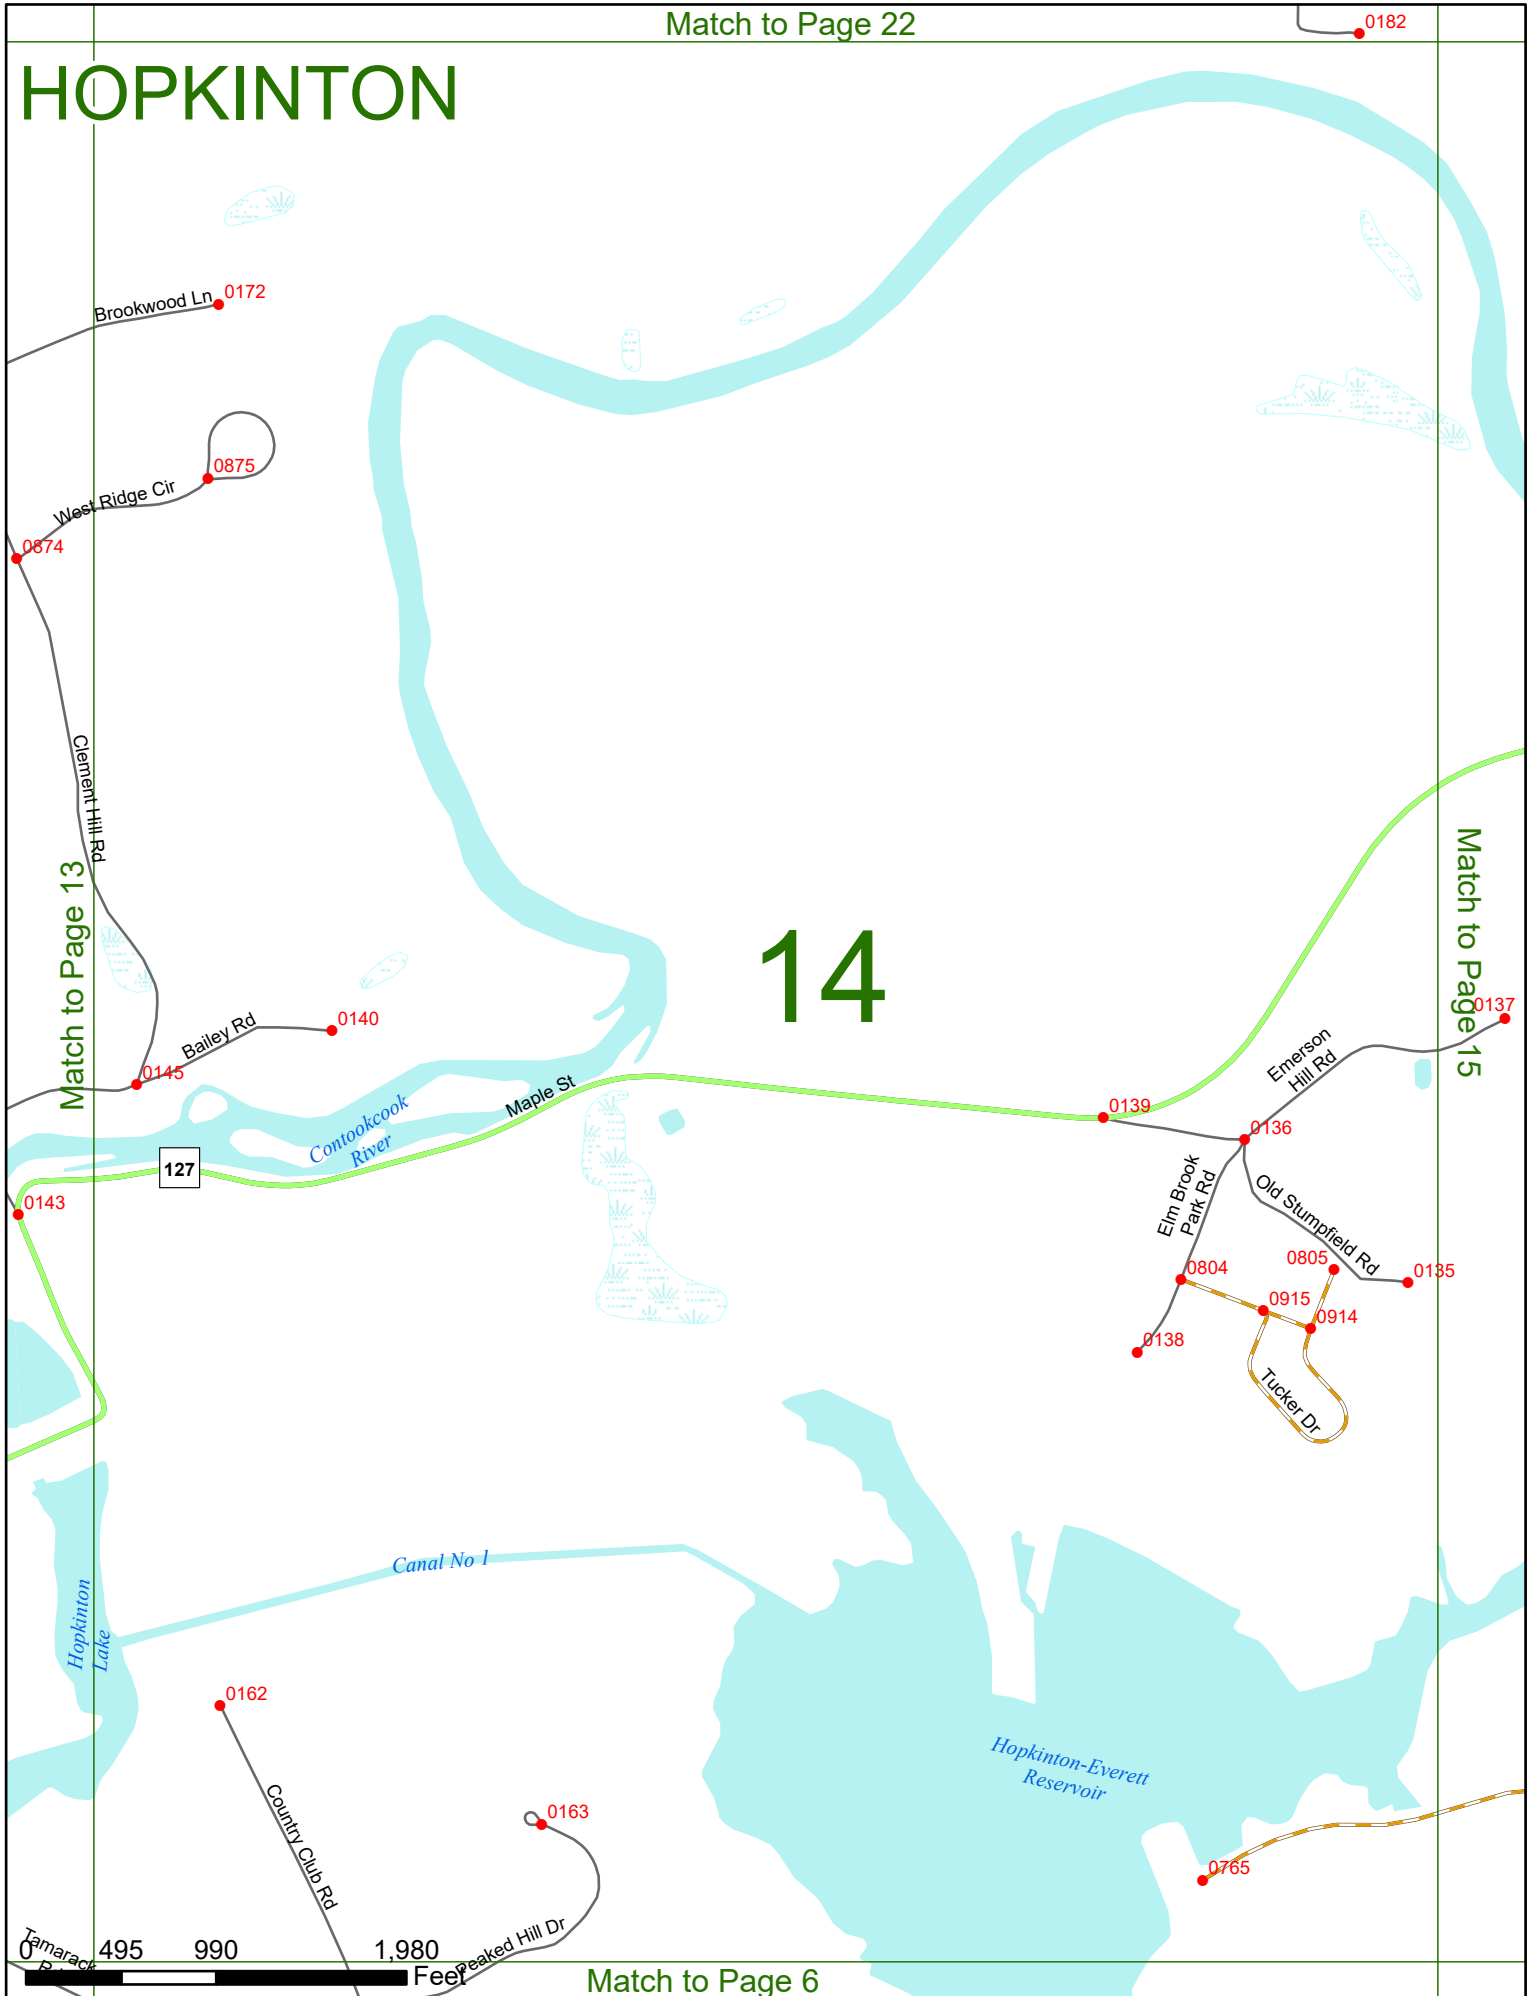 Match to Page 22
0182
HOPKINTON
Brookwood Ln
0172
0875
West Ridge Cir
0874
Clement Hill Rd
Match to Page 13
Match to Page 15
14
0137
0140
Bailey Rd
0145
Emerson
Hill Rd
Maple St
Contookcook
River
0139
0136
127
0143
Elm Brook
Park Rd
Old Stumpfield Rd
0805
0135
0804
0915
0914
0138
Tucker Dr
Canal No 1
Hopkinton
Lake
0162
Hopkinton-Everett
Reservoir
Country Club Rd
0163
0765
Peaked Hill Dr
Tamarack
0 495 990 1,980
Feet
Match to Page 6